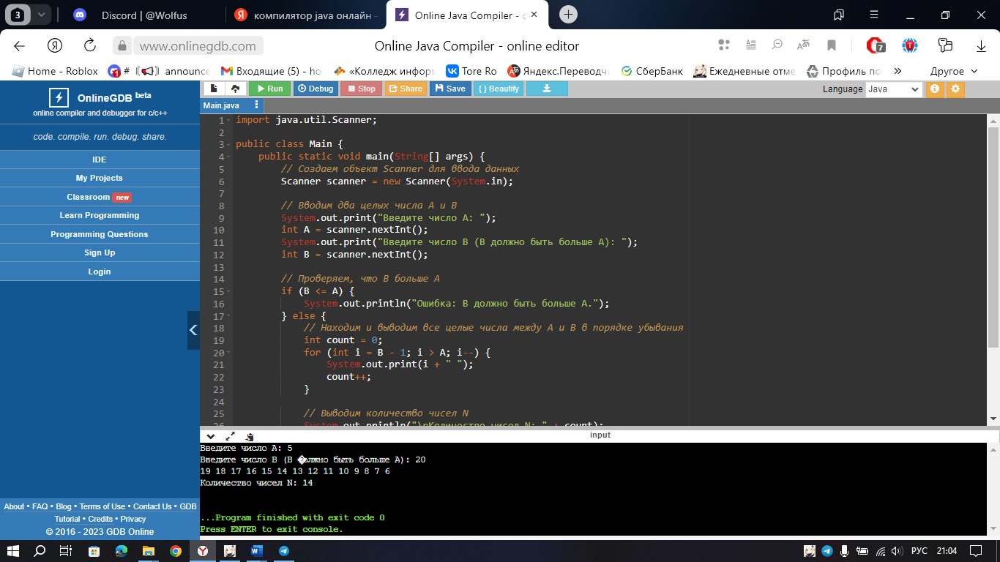 3
Discord | @Wolfus
компилятор java онлайн –
Online Java Compiler - o
www.onlinegdb.com
Online Java Compiler - online editor
7
Home - Roblox
1 # 〔📢〕announce
Входящие (5) - ho
«Колледж информ
Tore Ro
Яндекс.Переводч
СберБанк
Ежедневные отме
Профиль по
»
Другое
OnlineGDB beta
online compiler and debugger for c/c++
code. compile. run. debug. share.
IDE
My Projects
Classroom new
Learn Programming
Programming Questions
Sign Up
Login
About • FAQ • Blog • Terms of Use • Contact Us • GDB
Tutorial • Credits • Privacy
© 2016 - 2023 GDB Online
Run Debug Stop Share Save { } Beautify
Language Java
Main.java
1 import java.util.Scanner;
2
3 public class Main {
4 public static void main(String[] args) {
5 // Создаем объект Scanner для ввода данных
6 Scanner scanner = new Scanner(System.in);
7
8 // Вводим два целых числа A и B
9 System.out.print("Введите число A: ");
10 int A = scanner.nextInt();
11 System.out.print("Введите число B (B должно быть больше A): ");
12 int B = scanner.nextInt();
13
14 // Проверяем, что B больше A
15 if (B <= A) {
16 System.out.println("Ошибка: B должно быть больше A.");
17 } else {
18 // Находим и выводим все целые числа между A и B в порядке убывания
19 int count = 0;
20 for (int i = B - 1; i > A; i--) {
21 System.out.print(i + " ");
22 count++;
23 }
24
25 // Выводим количество чисел N
26 System.out.println("\nКоличество чисел N: " + count);
input
Введите число A: 5
Введите число B (B �олжно быть больше A): 20
19 18 17 16 15 14 13 12 11 10 9 8 7 6
Количество чисел N: 14
...Program finished with exit code 0
Press ENTER to exit console.
РУС
21:04